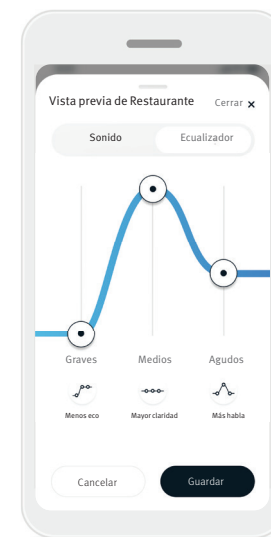 Vista previa de Restaurante Cerrar ×
Sonido Ecualizador
Graves Medios Agudos
Menos eco Mayor claridad Más habla
Cancelar Guardar